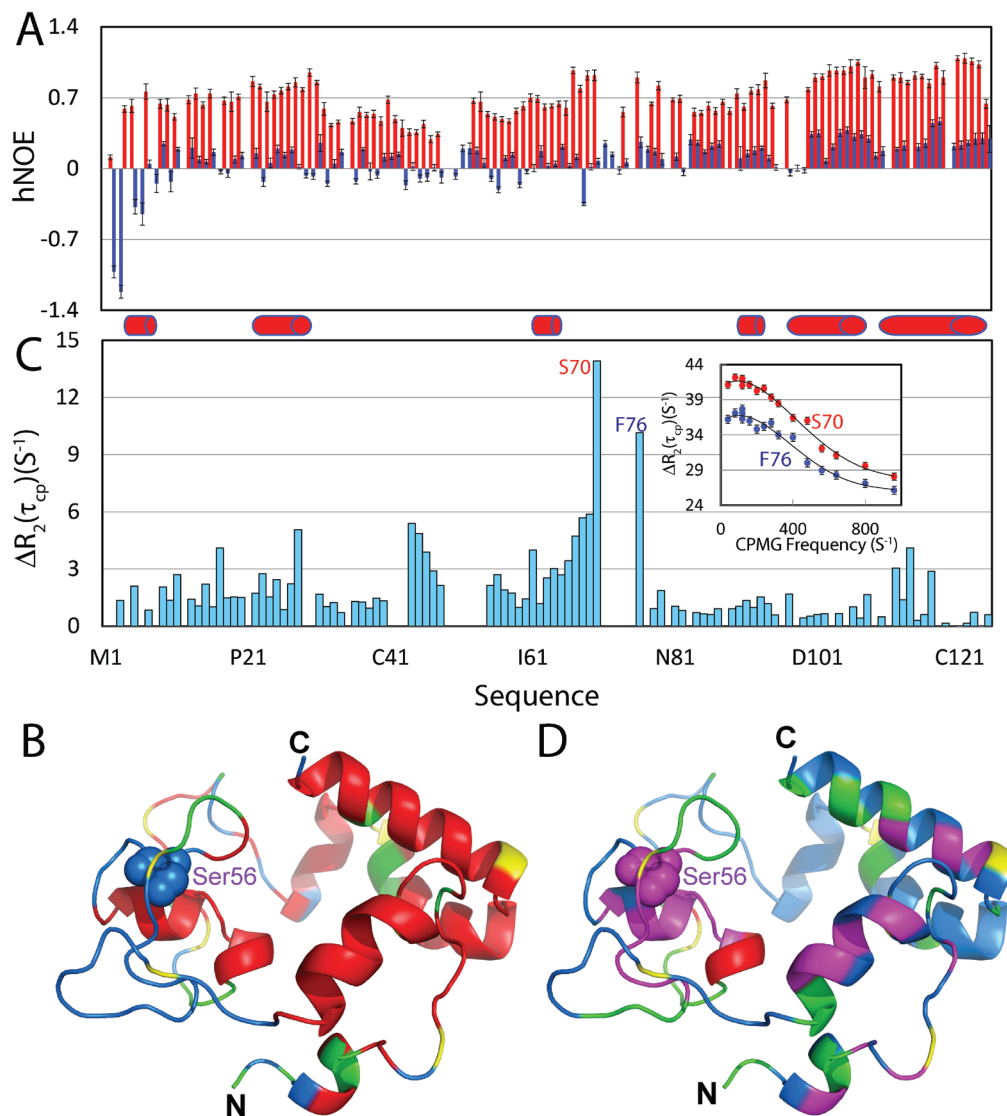 A
1.4
0.7
0
-0.7
-1.4
hNOE
C
15
12
9
6
3
0
ΔR2(τcp)(S-1)
S70
F76
44
39
34
29
24
ΔR2(τcp)(S-1)
S70
F76
0 400 800
CPMG Frequency (S-1)
M1 P21 C41 I61 N81 D101 C121
Sequence
B
C
Ser56
N
D
C
Ser56
N